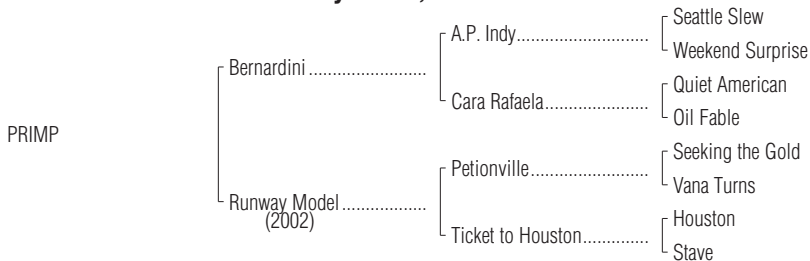 Seattle Slew
A.P. Indy..............................
Weekend Surprise
Bernardini ..........................
Quiet American
Cara Rafaela.......................
Oil Fable
PRIMP
Seeking the Gold
Petionville..........................
Vana Turns
Runway Model ...................
(2002)
Houston
Ticket to Houston...............
Stave